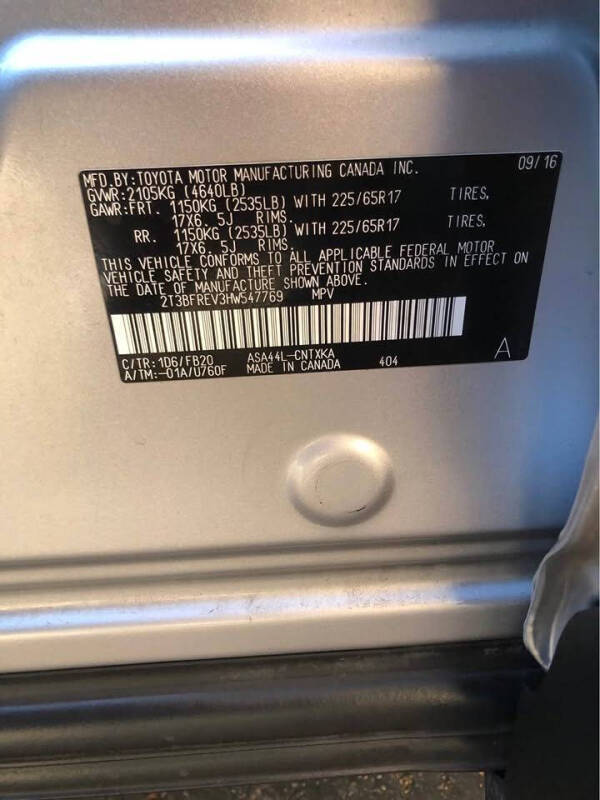 MFD.BY:TOYOTA MOTOR MANUFACTURING CANADA INC. 09/16
GVWR:2105KG (4640LB)
GAWR:FRT. 1150KG (2535LB) WITH 225/65R17 TIRES,
17X6.5J RIMS.
RR. 1150KG (2535LB) WITH 225/65R17 TIRES,
17X6.5J RIMS.
THIS VEHICLE CONFORMS TO ALL APPLICABLE FEDERAL MOTOR
VEHICLE SAFETY AND THEFT PREVENTION STANDARDS IN EFFECT ON
THE DATE OF MANUFACTURE SHOWN ABOVE.
2T3BFREV3HW547769 MPV
C/TR:1D6/FB20 ASA44L-CNTXKA 404 A
A/TM:-01A/U760F MADE IN CANADA